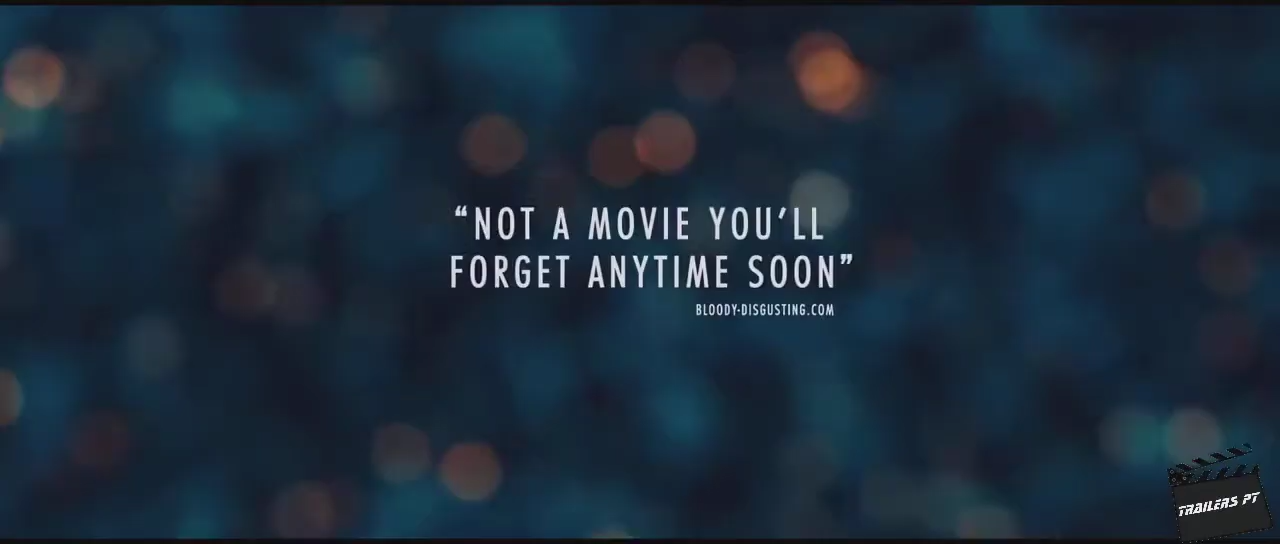 “NOT A MOVIE YOU’LL
FORGET ANYTIME SOON”
BLOODY-DISGUSTING.COM
TRAILERS PT